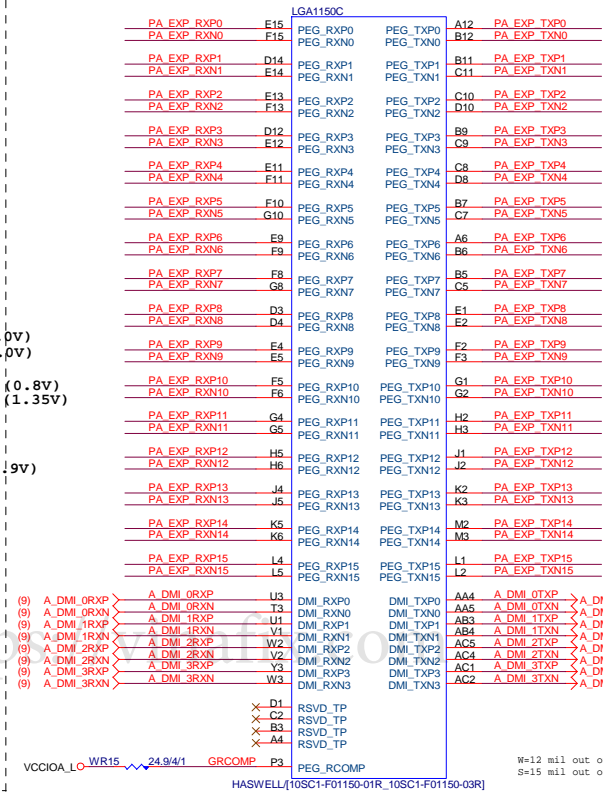 LGA1150C
PA_EXP_RXP0 E15 PEG_RXP0 PEG_TXP0 A12 PA_EXP_TXP0
PA_EXP_RXN0 F15 PEG_RXN0 PEG_TXN0 B12 PA_EXP_TXN0
PA_EXP_RXP1 D14 PEG_RXP1 PEG_TXP1 B11 PA_EXP_TXP1
PA_EXP_RXN1 E14 PEG_RXN1 PEG_TXN1 C11 PA_EXP_TXN1
PA_EXP_RXP2 E13 PEG_RXP2 PEG_TXP2 C10 PA_EXP_TXP2
PA_EXP_RXN2 F13 PEG_RXN2 PEG_TXN2 D10 PA_EXP_TXN2
PA_EXP_RXP3 D12 PEG_RXP3 PEG_TXP3 B9 PA_EXP_TXP3
PA_EXP_RXN3 E12 PEG_RXN3 PEG_TXN3 C9 PA_EXP_TXN3
PA_EXP_RXP4 E11 PEG_RXP4 PEG_TXP4 C8 PA_EXP_TXP4
PA_EXP_RXN4 F11 PEG_RXN4 PEG_TXN4 D8 PA_EXP_TXN4
PA_EXP_RXP5 F10 PEG_RXP5 PEG_TXP5 B7 PA_EXP_TXP5
PA_EXP_RXN5 G10 PEG_RXN5 PEG_TXN5 C7 PA_EXP_TXN5
PA_EXP_RXP6 E9 PEG_RXP6 PEG_TXP6 A6 PA_EXP_TXP6
PA_EXP_RXN6 F9 PEG_RXN6 PEG_TXN6 B6 PA_EXP_TXN6
PA_EXP_RXP7 F8 PEG_RXP7 PEG_TXP7 B5 PA_EXP_TXP7
PA_EXP_RXN7 G8 PEG_RXN7 PEG_TXN7 C5 PA_EXP_TXN7
PA_EXP_RXP8 D3 PEG_RXP8 PEG_TXP8 E1 PA_EXP_TXP8
PA_EXP_RXN8 D4 PEG_RXN8 PEG_TXN8 E2 PA_EXP_TXN8
.0V)
.0V)
PA_EXP_RXP9 E4 PEG_RXP9 PEG_TXP9 F2 PA_EXP_TXP9
PA_EXP_RXN9 E5 PEG_RXN9 PEG_TXN9 F3 PA_EXP_TXN9
(0.8V)
(1.35V)
PA_EXP_RXP10 F5 PEG_RXP10 PEG_TXP10 G1 PA_EXP_TXP10
PA_EXP_RXN10 F6 PEG_RXN10 PEG_TXN10 G2 PA_EXP_TXN10
PA_EXP_RXP11 G4 PEG_RXP11 PEG_TXP11 H2 PA_EXP_TXP11
PA_EXP_RXN11 G5 PEG_RXN11 PEG_TXN11 H3 PA_EXP_TXN11
PA_EXP_RXP12 H5 PEG_RXP12 PEG_TXP12 J1 PA_EXP_TXP12
PA_EXP_RXN12 H6 PEG_RXN12 PEG_TXN12 J2 PA_EXP_TXN12
.9V)
PA_EXP_RXP13 J4 PEG_RXP13 PEG_TXP13 K2 PA_EXP_TXP13
PA_EXP_RXN13 J5 PEG_RXN13 PEG_TXN13 K3 PA_EXP_TXN13
PA_EXP_RXP14 K5 PEG_RXP14 PEG_TXP14 M2 PA_EXP_TXP14
PA_EXP_RXN14 K6 PEG_RXN14 PEG_TXN14 M3 PA_EXP_TXN14
PA_EXP_RXP15 L4 PEG_RXP15 PEG_TXP15 L1 PA_EXP_TXP15
PA_EXP_RXN15 L5 PEG_RXN15 PEG_TXN15 L2 PA_EXP_TXN15
(9) A_DMI_0RXP A_DMI_0RXP U3 DMI_RXP0 DMI_TXP0 AA4 A_DMI_0TXP A_DM
(9) A_DMI_0RXN A_DMI_0RXN T3 DMI_RXN0 DMI_TXN0 AA5 A_DMI_0TXN A_DM
(9) A_DMI_1RXP A_DMI_1RXP U1 DMI_RXP1 DMI_TXP1 AB3 A_DMI_1TXP A_DM
(9) A_DMI_1RXN A_DMI_1RXN V1 DMI_RXN1 DMI_TXN1 AB4 A_DMI_1TXN A_DM
(9) A_DMI_2RXP A_DMI_2RXP W2 DMI_RXP2 DMI_TXP2 AC5 A_DMI_2TXP A_DM
(9) A_DMI_2RXN A_DMI_2RXN V2 DMI_RXN2 DMI_TXN2 AC4 A_DMI_2TXN A_DM
(9) A_DMI_3RXP A_DMI_3RXP Y3 DMI_RXP3 DMI_TXP3 AC1 A_DMI_3TXP A_DM
(9) A_DMI_3RXN A_DMI_3RXN W3 DMI_RXN3 DMI_TXN3 AC2 A_DMI_3TXN A_DM
D1 RSVD_TP
C2 RSVD_TP
B3 RSVD_TP
A4 RSVD_TP
VCCIOA_L WR15 24.9/4/1 GRCOMP P3 PEG_RCOMP
W=12 mil out o
S=15 mil out o
HASWELL/[10SC1-F01150-01R_10SC1-F01150-03R]